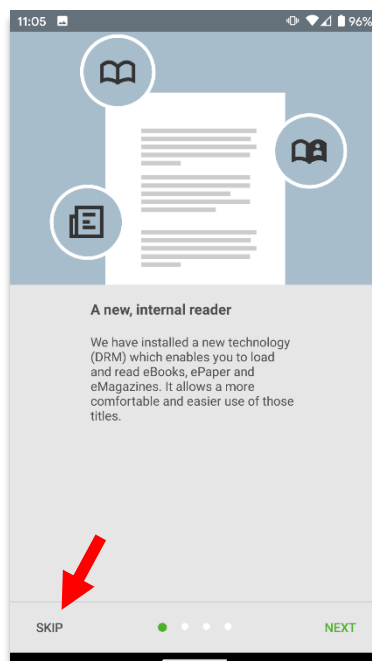 11:05 96%
A new, internal reader
We have installed a new technology
(DRM) which enables you to load
and read eBooks, ePaper and
eMagazines. It allows a more
comfortable and easier use of those
titles.
SKIP NEXT